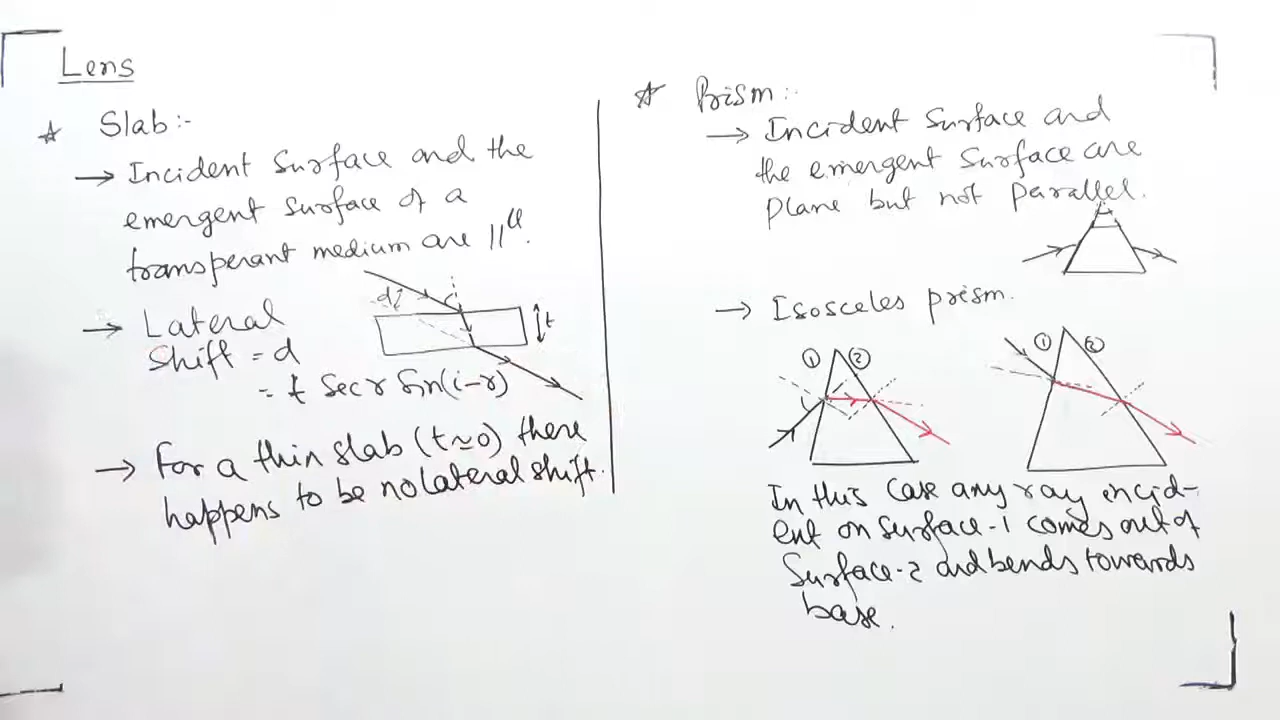 Lens
☆ Slab:-
→ Incident Surface and the
emergent surface of a
transperant medium are ||el.
→ Lateral
Shift = d
= t Sec r Sin(i-r)
d
i
t
→ For a thin slab (t≃0) there
happens to be no lateral shift.
☆ Prism:-
→ Incident Surface and
the emergent Surface are
plane but not parallel.
→ Isosceles prism.
① ②
① ②
In this Case any ray incid-
ent on surface-1 comes out of
Surface-2 and bends towards
base.